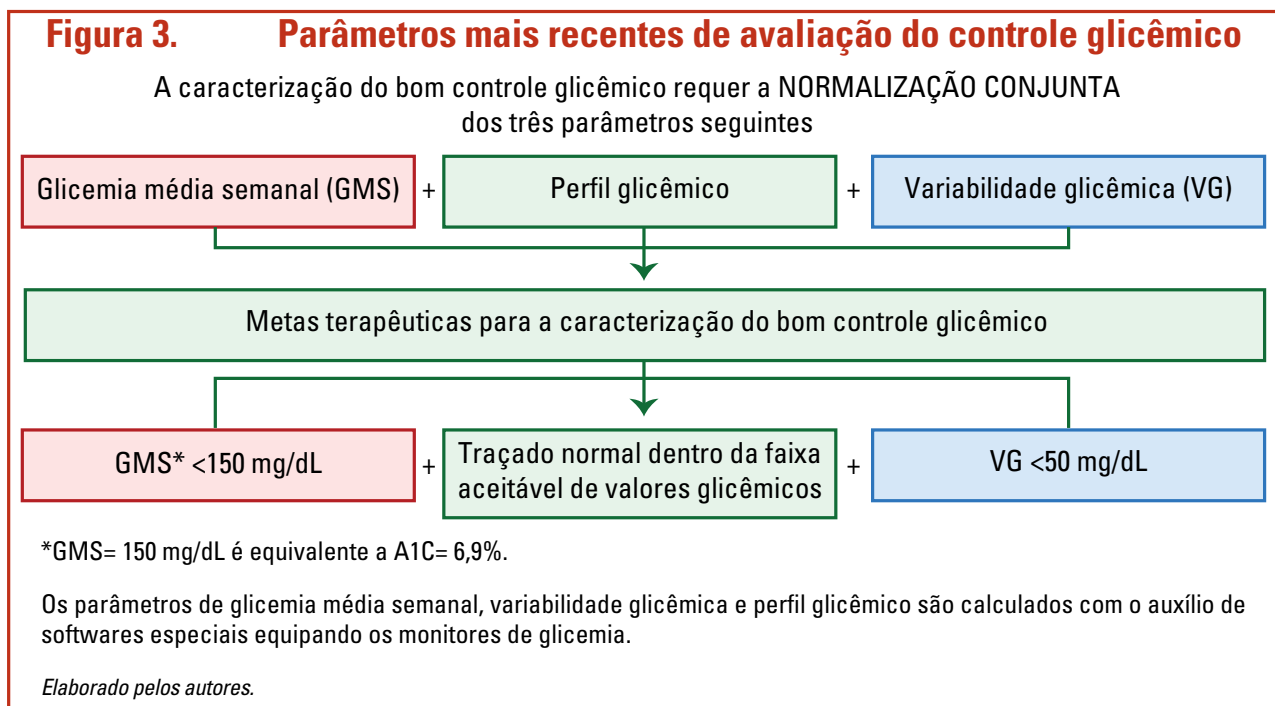 Figura 3. Parâmetros mais recentes de avaliação do controle glicêmico
A caracterização do bom controle glicêmico requer a NORMALIZAÇÃO CONJUNTA
dos três parâmetros seguintes
Glicemia média semanal (GMS) + Perfil glicêmico + Variabilidade glicêmica (VG)
Metas terapêuticas para a caracterização do bom controle glicêmico
GMS* <150 mg/dL + Traçado normal dentro da faixa
aceitável de valores glicêmicos + VG <50 mg/dL
*GMS= 150 mg/dL é equivalente a A1C= 6,9%.
Os parâmetros de glicemia média semanal, variabilidade glicêmica e perfil glicêmico são calculados com o auxílio de
softwares especiais equipando os monitores de glicemia.
Elaborado pelos autores.